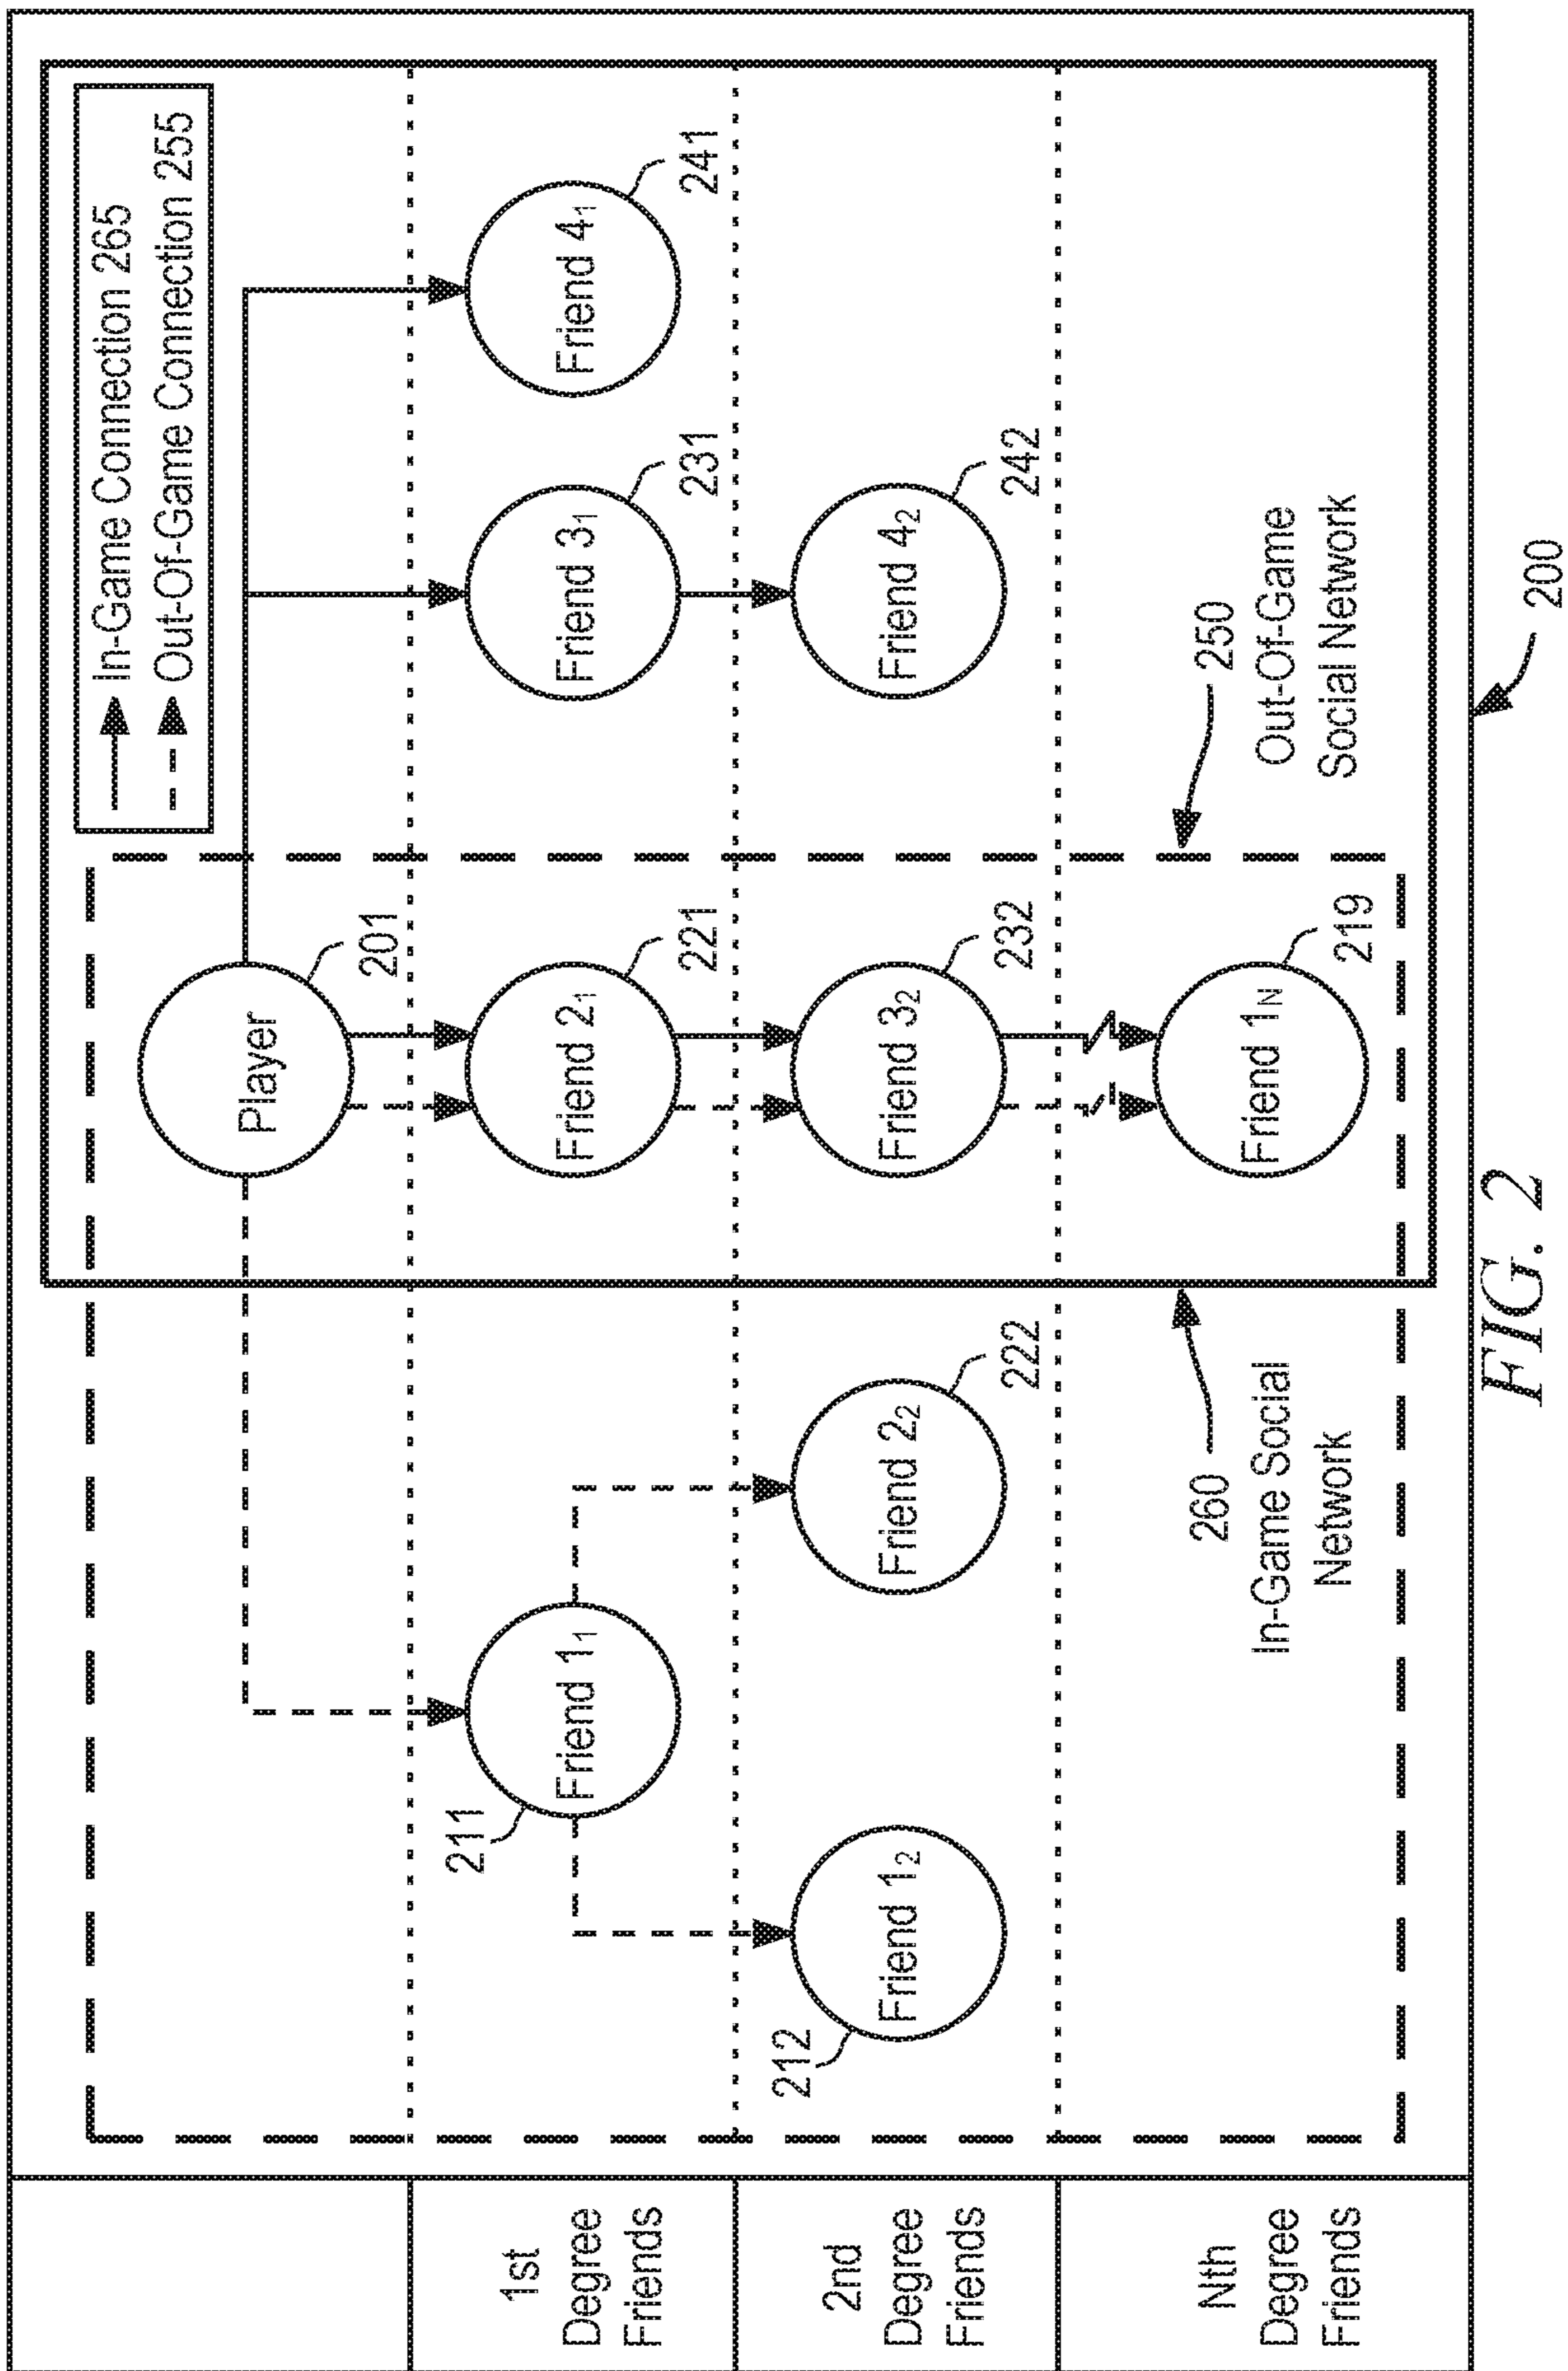 In-Game Connection 265
Out-Of-Game Connection 255
Player
201
1st
Degree
Friends
211
Friend 1₁
Friend 2₁
221
Friend 3₁
231
Friend 4₁
241
2nd
Degree
Friends
212
Friend 1₂
Friend 2₂
222
Friend 3₂
232
Friend 4₂
242
Nth
Degree
Friends
260
In-Game Social
Network
Friend 1N
219
250
Out-Of-Game
Social Network
200
FIG. 2